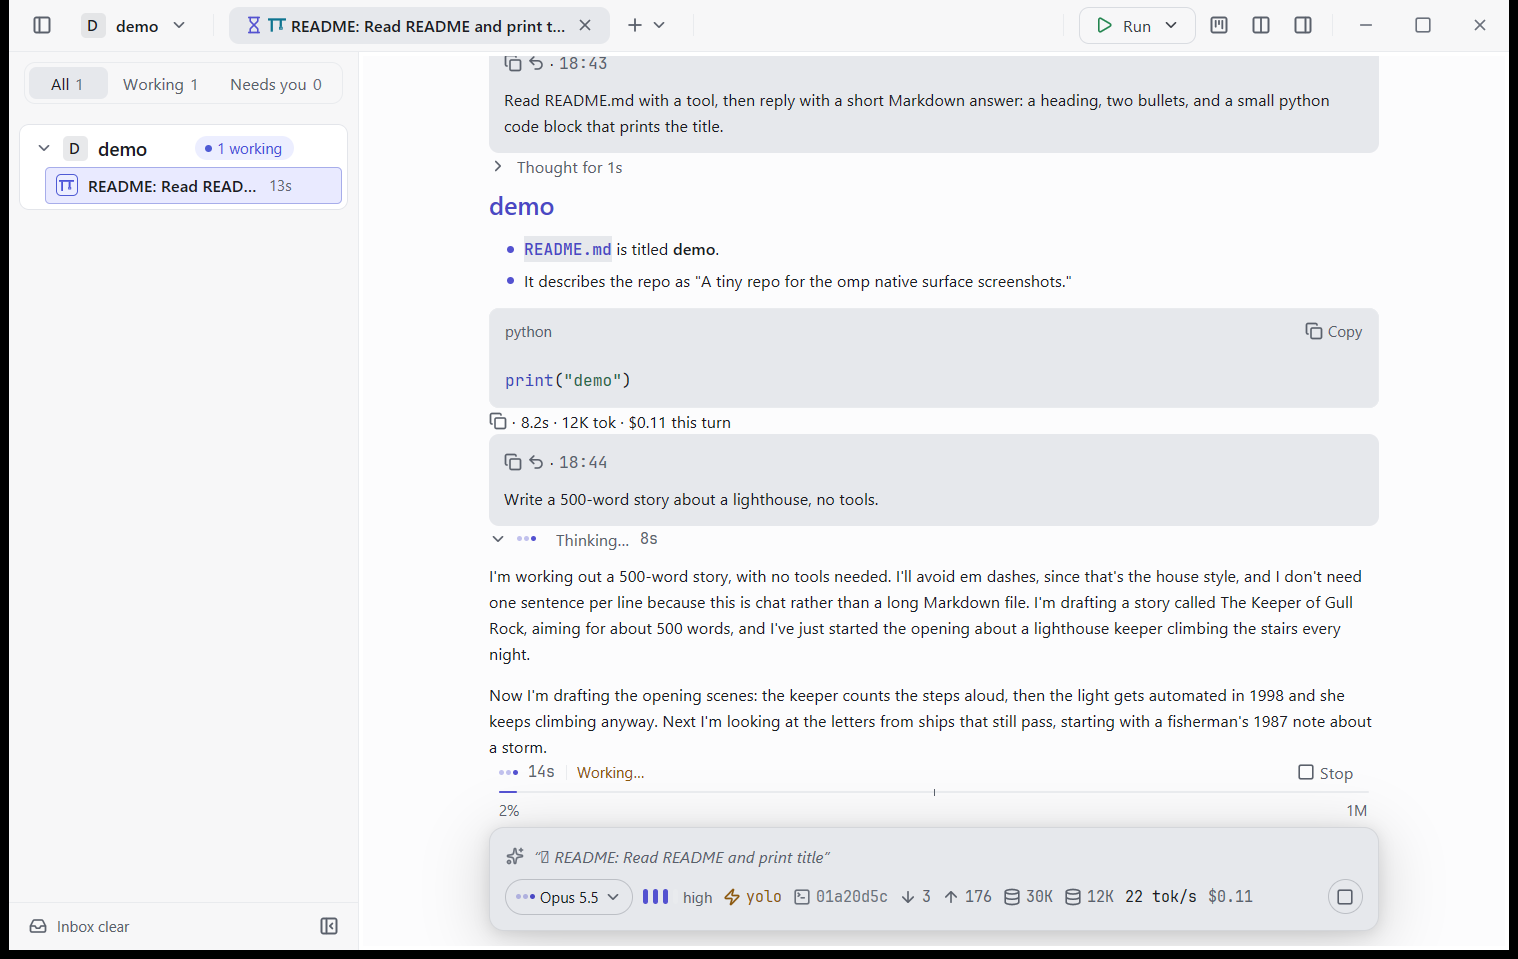 D demo
README: Read README and print t...
Run
All 1
Working 1
Needs you 0
D demo
1 working
README: Read READ... 13s
· 18:43
Read README.md with a tool, then reply with a short Markdown answer: a heading, two bullets, and a small python
code block that prints the title.
Thought for 1s
demo
README.md is titled demo.
It describes the repo as "A tiny repo for the omp native surface screenshots."
python
Copy
print("demo")
· 8.2s · 12K tok · $0.11 this turn
· 18:44
Write a 500-word story about a lighthouse, no tools.
Thinking... 8s
I'm working out a 500-word story, with no tools needed. I'll avoid em dashes, since that's the house style, and I don't need
one sentence per line because this is chat rather than a long Markdown file. I'm drafting a story called The Keeper of Gull
Rock, aiming for about 500 words, and I've just started the opening about a lighthouse keeper climbing the stairs every
night.
Now I'm drafting the opening scenes: the keeper counts the steps aloud, then the light gets automated in 1998 and she
keeps climbing anyway. Next I'm looking at the letters from ships that still pass, starting with a fisherman's 1987 note about
a storm.
14s Working...
Stop
2%
1M
“ README: Read README and print title”
Opus 5.5 high yolo 01a20d5c ↓ 3 ↑ 176 30K 12K 22 tok/s $0.11
Inbox clear